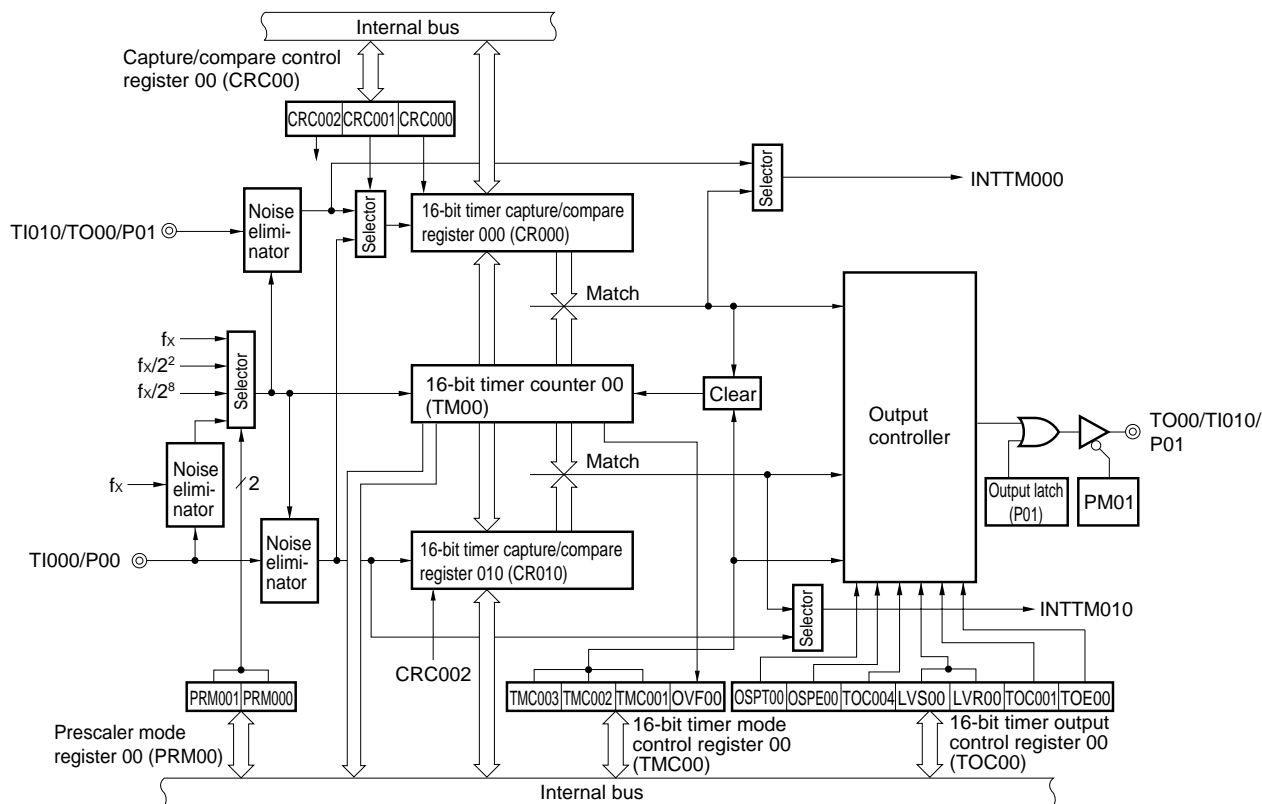 Internal bus
Capture/compare control
register 00 (CRC00)
CRC002 CRC001 CRC000
Selector
INTTM000
TI010/TO00/P01
Noise
elimi-
nator
Selector
16-bit timer capture/compare
register 000 (CR000)
Match
fX
fX/2²
fX/2⁸
Selector
16-bit timer counter 00
(TM00)
Clear
Output
controller
TO00/TI010/
P01
Match
fX
Noise
elimi-
nator
2
Output latch
(P01)
PM01
TI000/P00
Noise
elimi-
nator
16-bit timer capture/compare
register 010 (CR010)
Selector
INTTM010
CRC002
PRM001 PRM000
TMC003 TMC002 TMC001 OVF00
OSPT00 OSPE00 TOC004 LVS00 LVR00 TOC001 TOE00
Prescaler mode
register 00 (PRM00)
16-bit timer mode
control register 00
(TMC00)
16-bit timer output
control register 00
(TOC00)
Internal bus